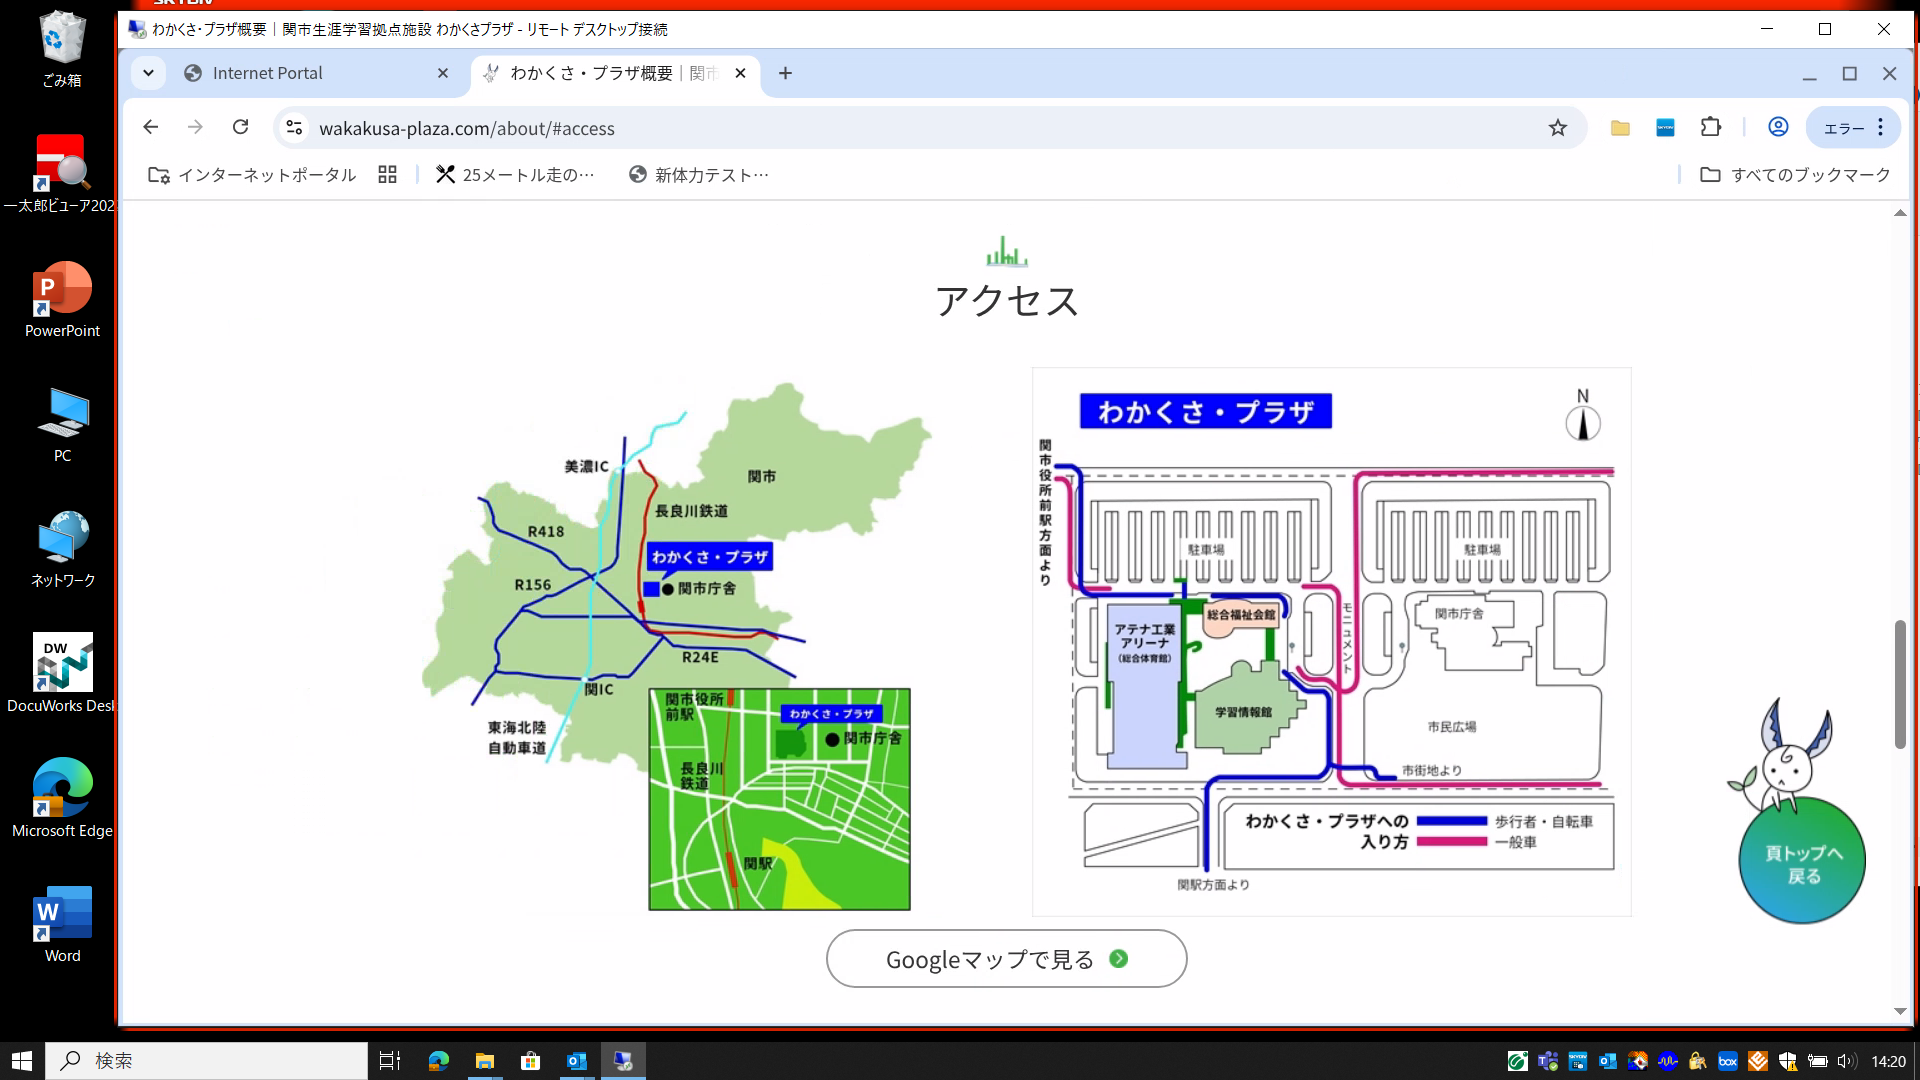 ごみ箱
一太郎ビューア202
PowerPoint
PC
ネットワーク
DocuWorks Desk
Microsoft Edge
Word
わかくさ・プラザ概要｜関市生涯学習拠点施設 わかくさプラザ - リモート デスクトップ接続
Internet Portal
わかくさ・プラザ概要｜関市
wakakusa-plaza.com/about/#access
エラー
インターネットポータル
25メートル走の…
新体力テスト…
すべてのブックマーク
アクセス
美濃IC
関市
長良川鉄道
R418
わかくさ・プラザ
R156
関市庁舎
R24E
関IC
東海北陸
自動車道
関市役所
前駅
わかくさ・プラザ
関市庁舎
長良川
鉄道
関駅
わかくさ・プラザ
N
関市役所前駅方面より
駐車場
駐車場
総合福祉会館
アテナ工業
アリーナ
(総合体育館)
モニュメント
関市庁舎
学習情報館
市民広場
市街地より
わかくさ・プラザへの
入り方
歩行者・自転車
一般車
関駅方面より
Googleマップで見る
頁トップへ
戻る
検索
14:20